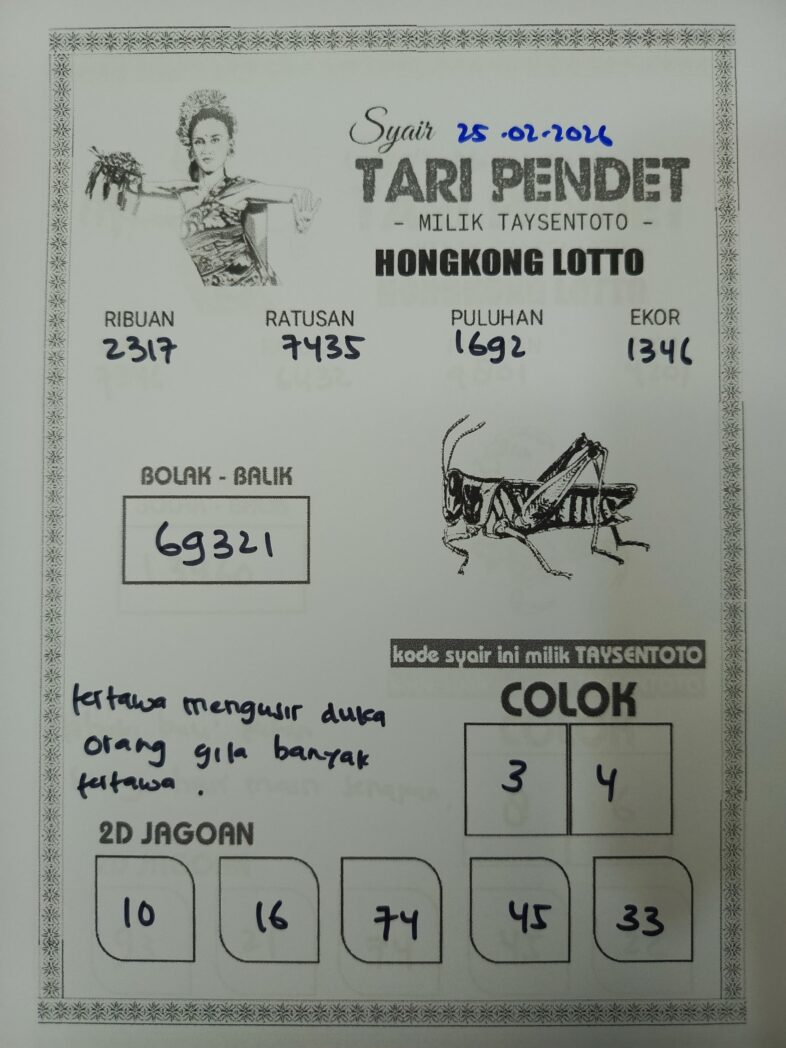 Syair 25-02-2026
TARI PENDET
- MILIK TAYSENTOTO -
HONGKONG LOTTO
RIBUAN RATUSAN PULUHAN EKOR
2317 7435 1692 1346
BOLAK - BALIK
69321
kode syair ini milik TAYSENTOTO
tertawa mengusir duka
orang gila banyak
tertawa.
COLOK
3 4
2D JAGOAN
10 16 74 45 33